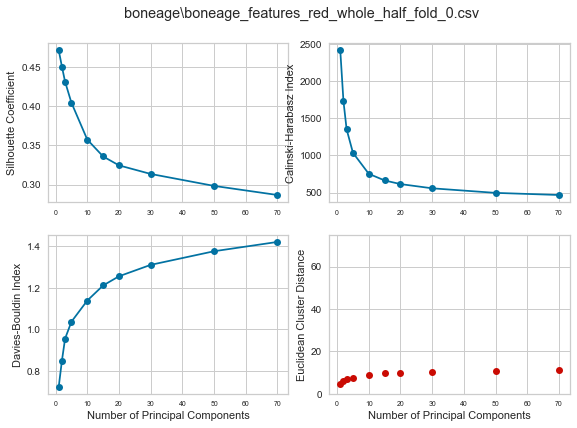 boneage\boneage_features_red_whole_half_fold_0.csv
Silhouette Coefficient
0.45
0.40
0.35
0.30
0 10 20 30 40 50 60 70
Calinski-Harabasz Index
2500
2000
1500
1000
500
0 10 20 30 40 50 60 70
Davies-Bouldin Index
1.4
1.2
1.0
0.8
0 10 20 30 40 50 60 70
Number of Principal Components
Euclidean Cluster Distance
60
40
20
0
0 10 20 30 40 50 60 70
Number of Principal Components